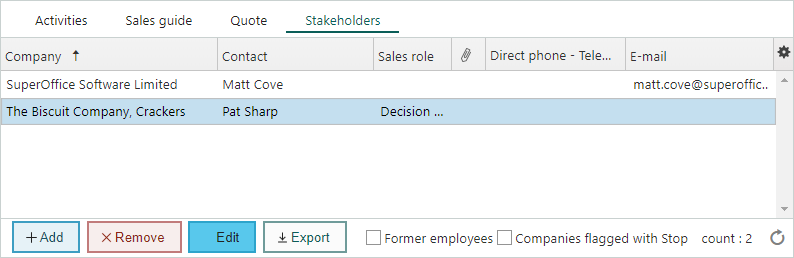 Activities Sales guide Quote Stakeholders
Company ↑ Contact Sales role Direct phone - Tele... E-mail
SuperOffice Software Limited Matt Cove matt.cove@superoffic..
The Biscuit Company, Crackers Pat Sharp Decision ...
+ Add × Remove Edit Export Former employees Companies flagged with Stop count : 2